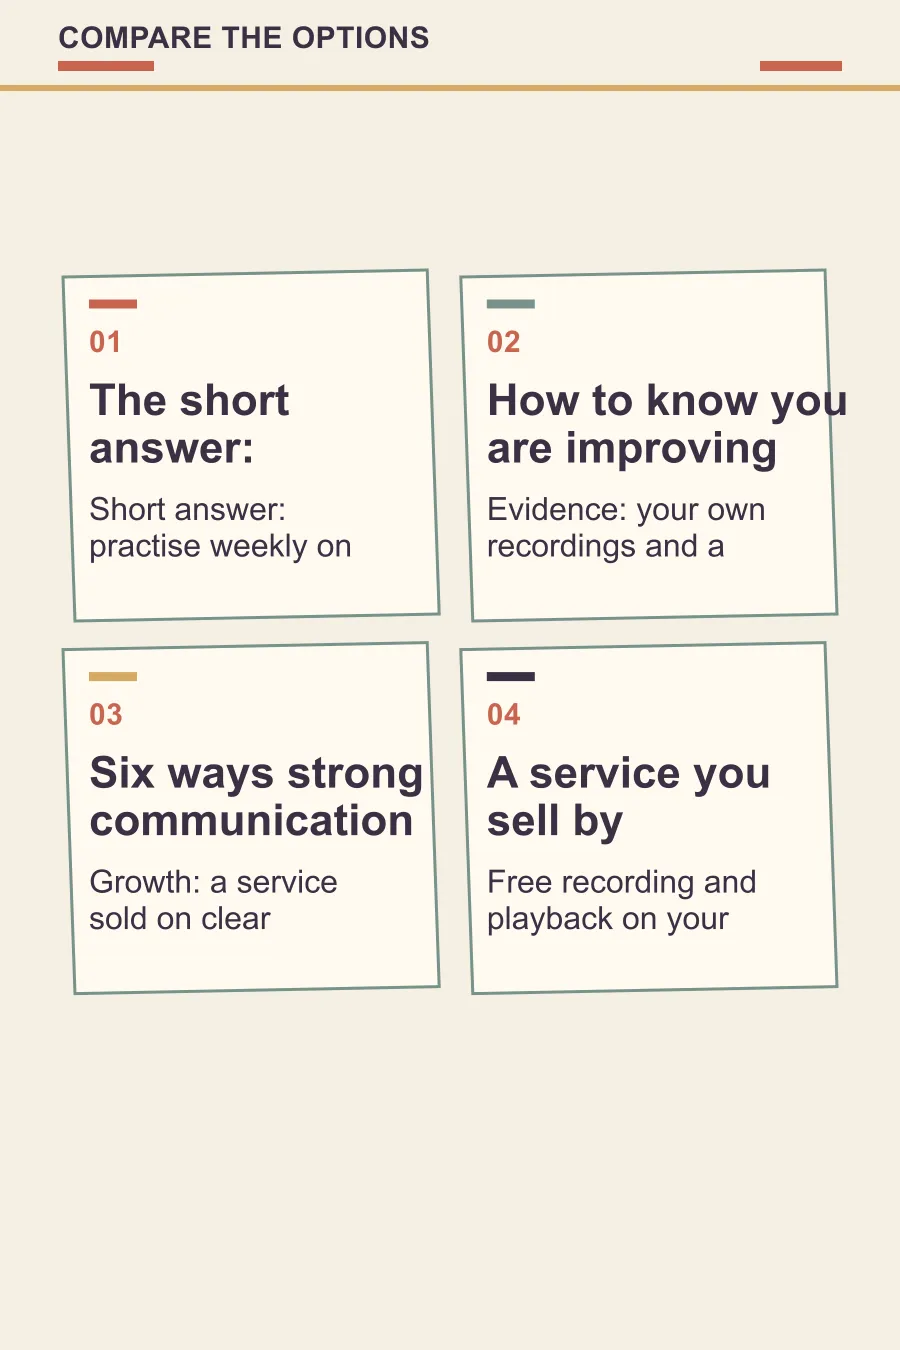 COMPARE THE OPTIONS
01
The short
answer:
Short answer:
practise weekly on
02
How to know you
are improving
Evidence: your own
recordings and a
03
Six ways strong
communication
Growth: a service
sold on clear
04
A service you
sell by
Free recording and
playback on your